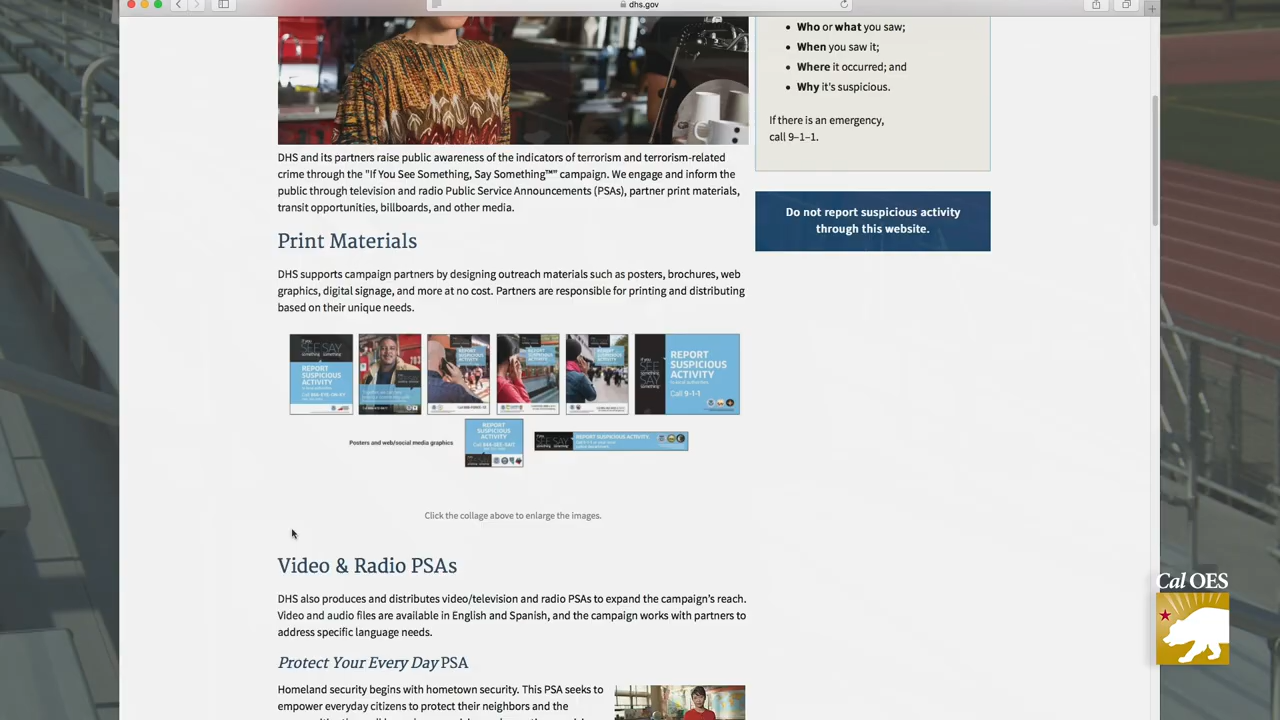 dhs.gov
Who or what you saw;
When you saw it;
Where it occurred; and
Why it's suspicious.
If there is an emergency,
call 9-1-1.
Do not report suspicious activity
through this website.
DHS and its partners raise public awareness of the indicators of terrorism and terrorism-related
crime through the "If You See Something, Say Something™" campaign. We engage and inform the
public through television and radio Public Service Announcements (PSAs), partner print materials,
transit opportunities, billboards, and other media.
Print Materials
DHS supports campaign partners by designing outreach materials such as posters, brochures, web
graphics, digital signage, and more at no cost. Partners are responsible for printing and distributing
based on their unique needs.
SEE SAY
REPORT
SUSPICIOUS
ACTIVITY
REPORT
SUSPICIOUS
ACTIVITY
Call 9-1-1
Posters and web/social media graphics
REPORT
SUSPICIOUS
ACTIVITY
REPORT SUSPICIOUS ACTIVITY
Click the collage above to enlarge the images.
Video & Radio PSAs
DHS also produces and distributes video/television and radio PSAs to expand the campaign's reach.
Video and audio files are available in English and Spanish, and the campaign works with partners to
address specific language needs.
Protect Your Every Day PSA
Homeland security begins with hometown security. This PSA seeks to
empower everyday citizens to protect their neighbors and the
Cal OES